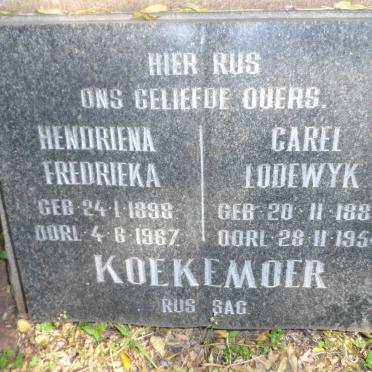 HIER RUS
ONS GELIEFDE OUERS.
HENDRIENA
FREDRIEKA
GEB 24·1·1898
OORL 4·6·1967
CAREL
LODEWYK
GEB 20·11·188
OORL 28·11·195
KOEKEMOER
RUS SAG